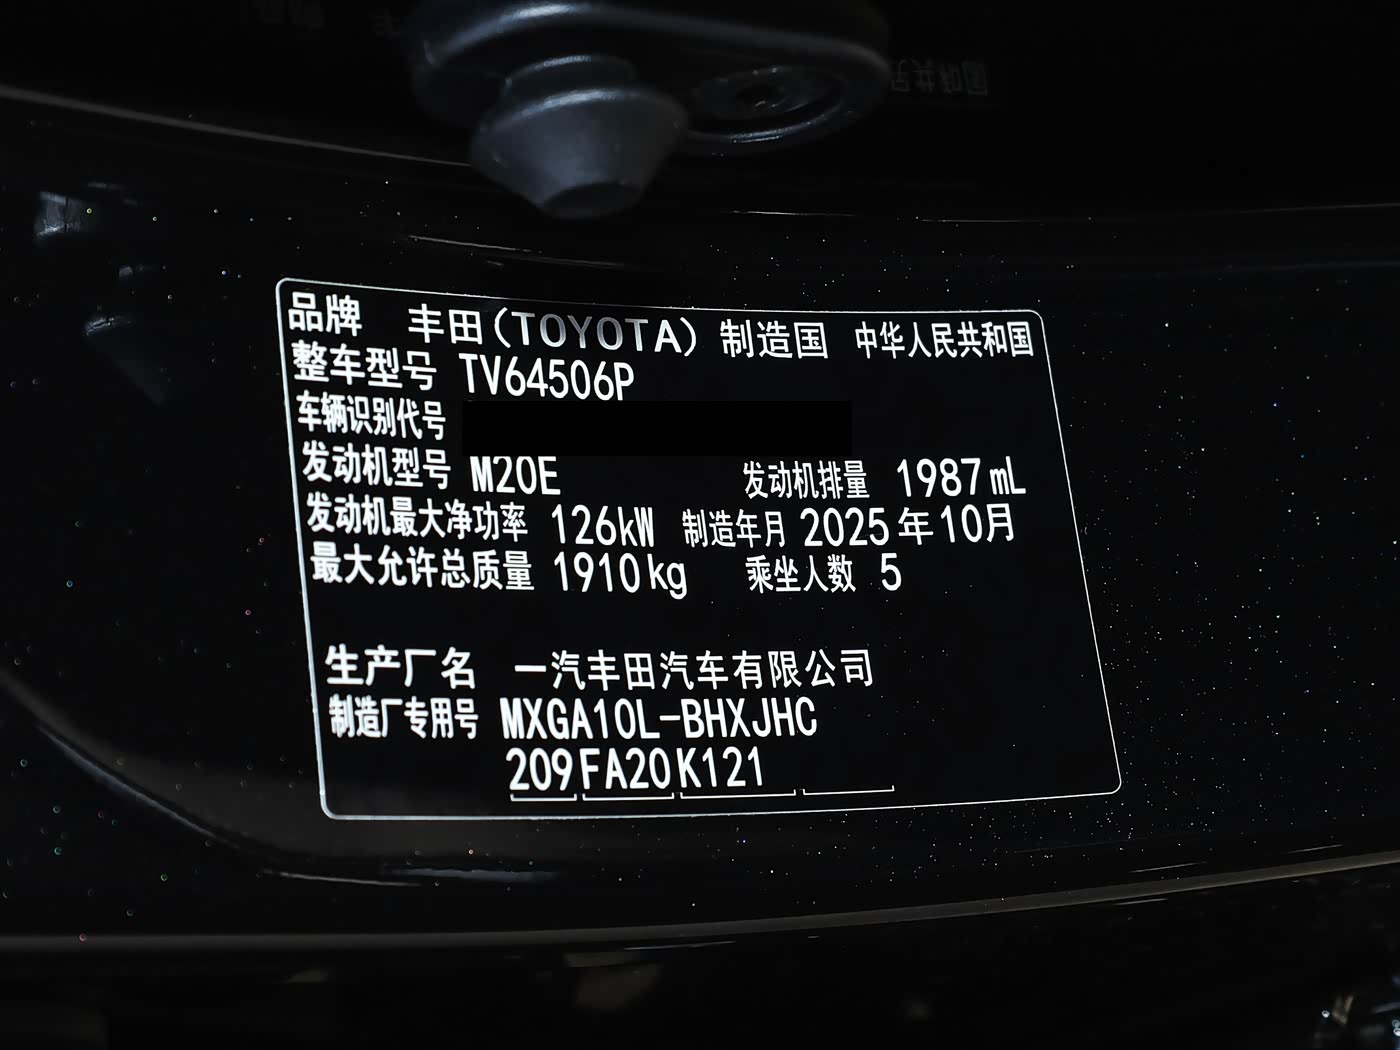 品牌 丰田(TOYOTA) 制造国 中华人民共和国
整车型号 TV64506P
车辆识别代号
发动机型号 M20E 发动机排量 1987mL
发动机最大净功率 126kW 制造年月 2025年10月
最大允许总质量 1910kg 乘坐人数 5
生产厂名 一汽丰田汽车有限公司
制造厂专用号 MXGA10L-BHXJHC
209 FA20 K121